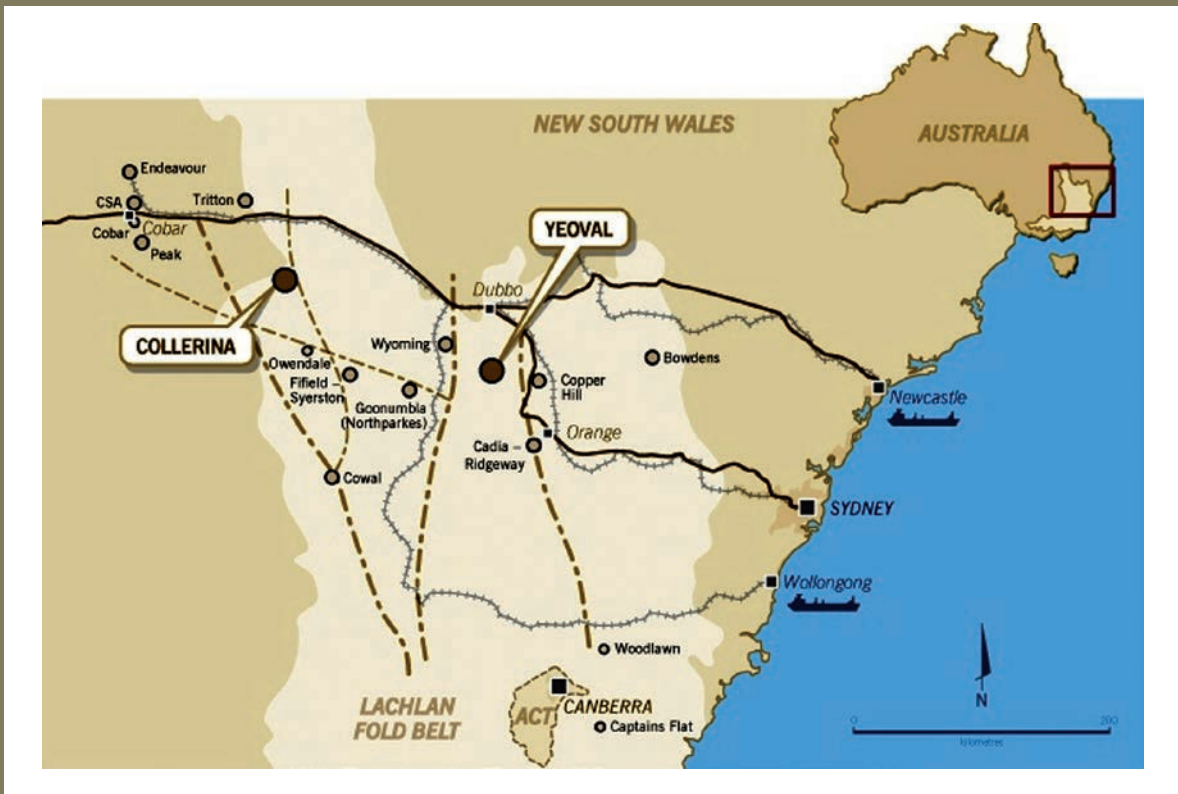 NEW SOUTH WALES
AUSTRALIA
Endeavour
CSA
Tritton
Cobar
Cobar
Peak
YEOVAL
Dubbo
COLLERINA
Wyoming
Owendale
Fifield –
Syerston
Goonumbla
(Northparkes)
Copper
Hill
Bowdens
Newcastle
Orange
Cadia –
Ridgeway
Cowal
SYDNEY
Wollongong
Woodlawn
LACHLAN
FOLD BELT
ACT
CANBERRA
Captains Flat
N
0
200
kilometres